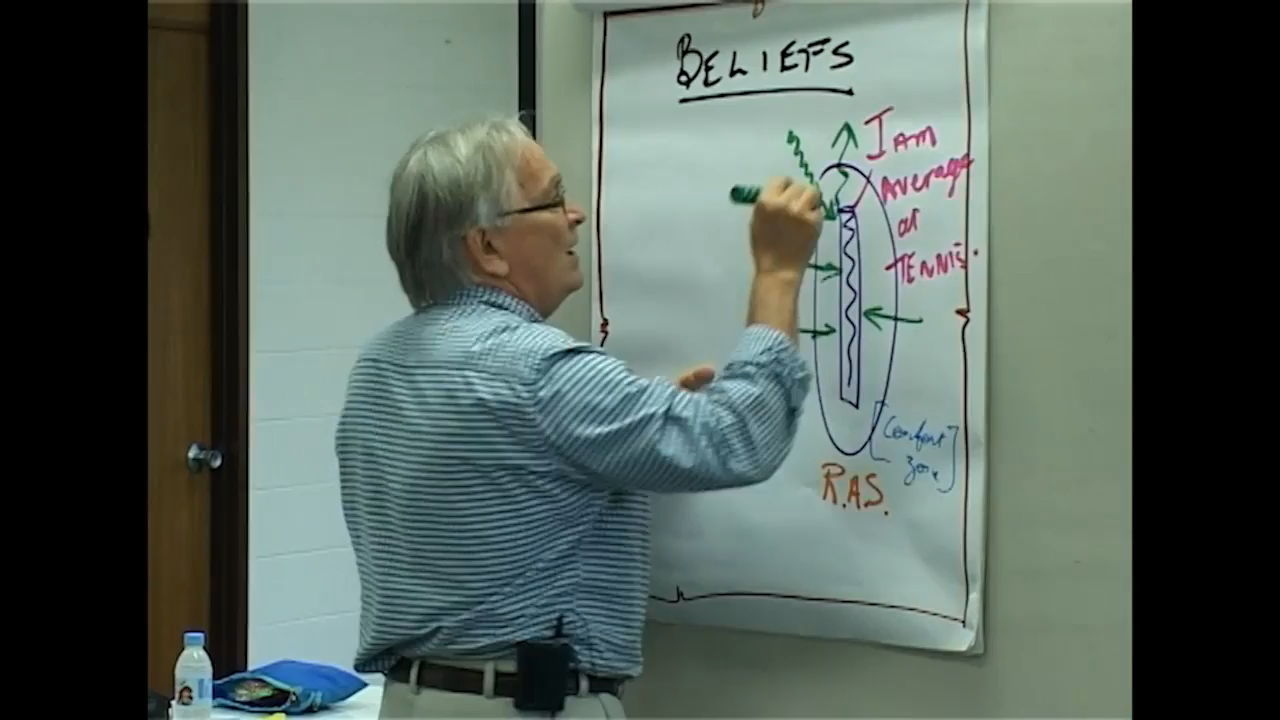 BELIEFS
I AM
AVERAGE
AT
TENNIS.
[Comfort
Zone]
R.A.S.